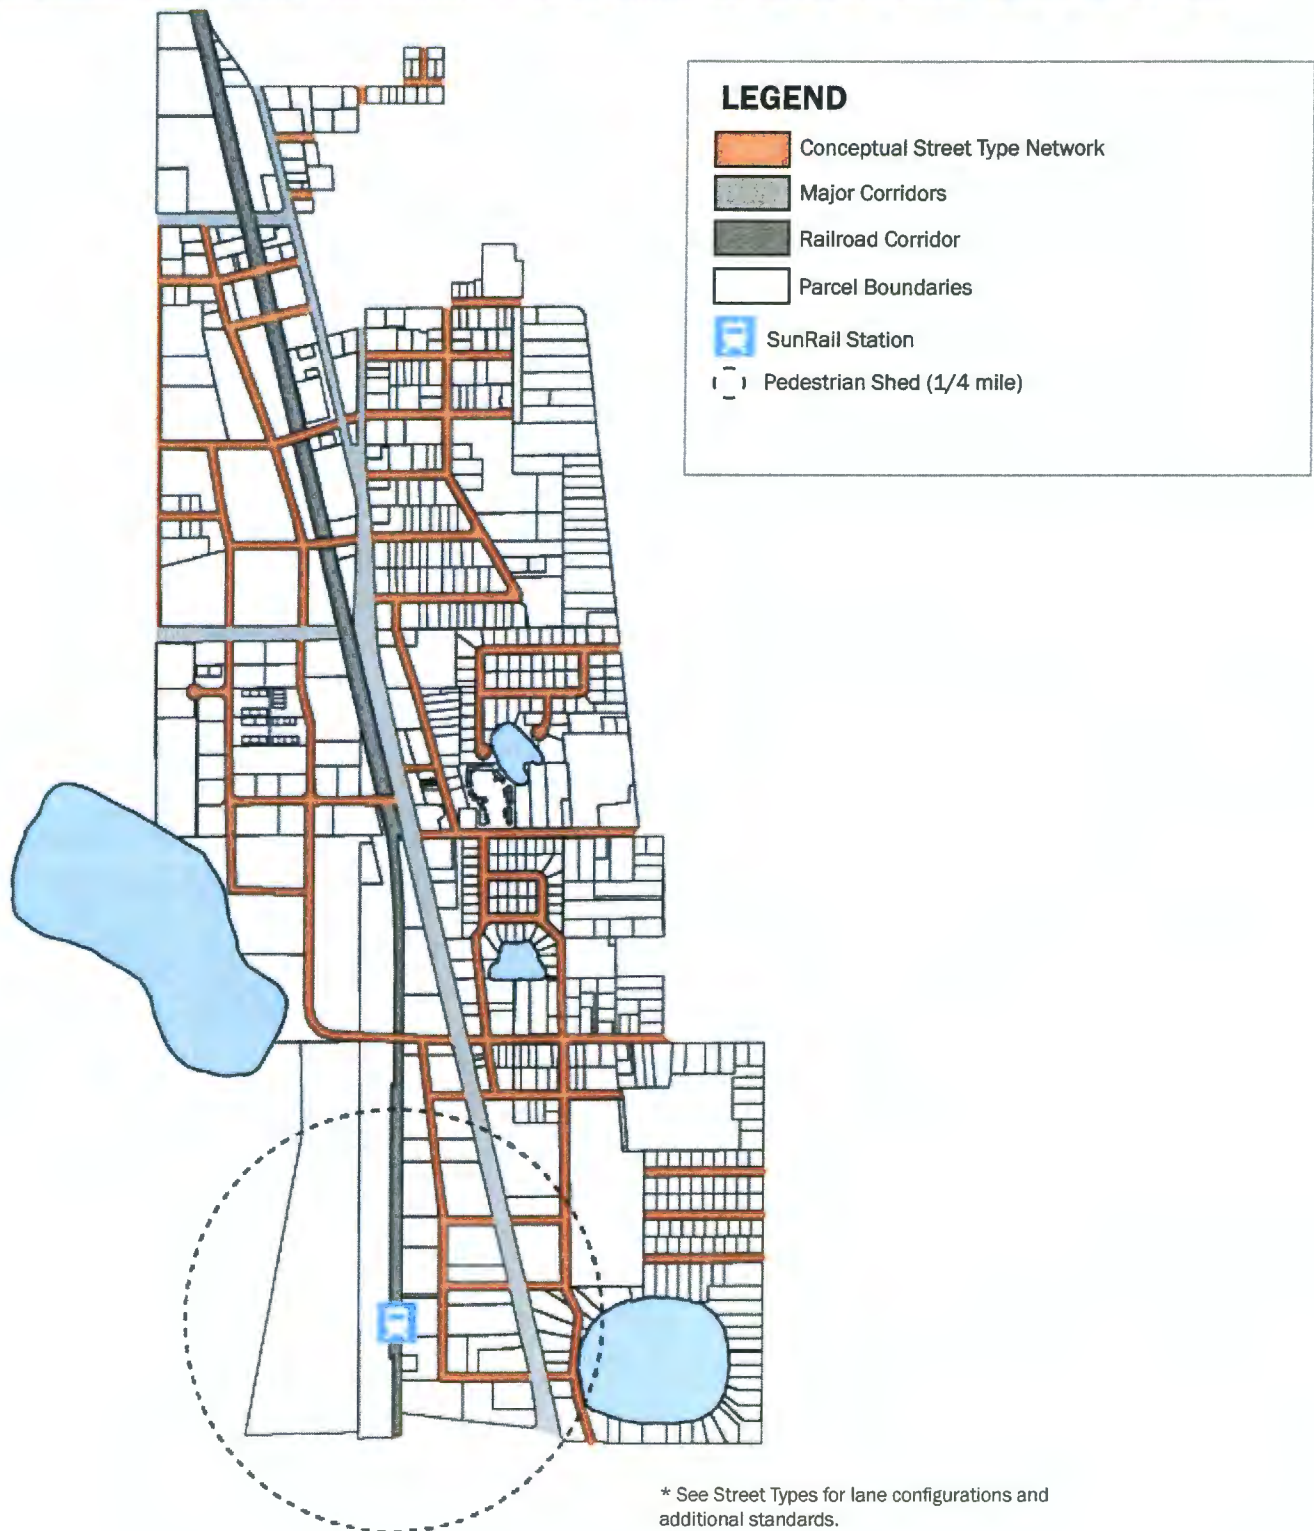 LEGEND
Conceptual Street Type Network
Major Corridors
Railroad Corridor
Parcel Boundaries
SunRail Station
Pedestrian Shed (1/4 mile)
* See Street Types for lane configurations and
additional standards.